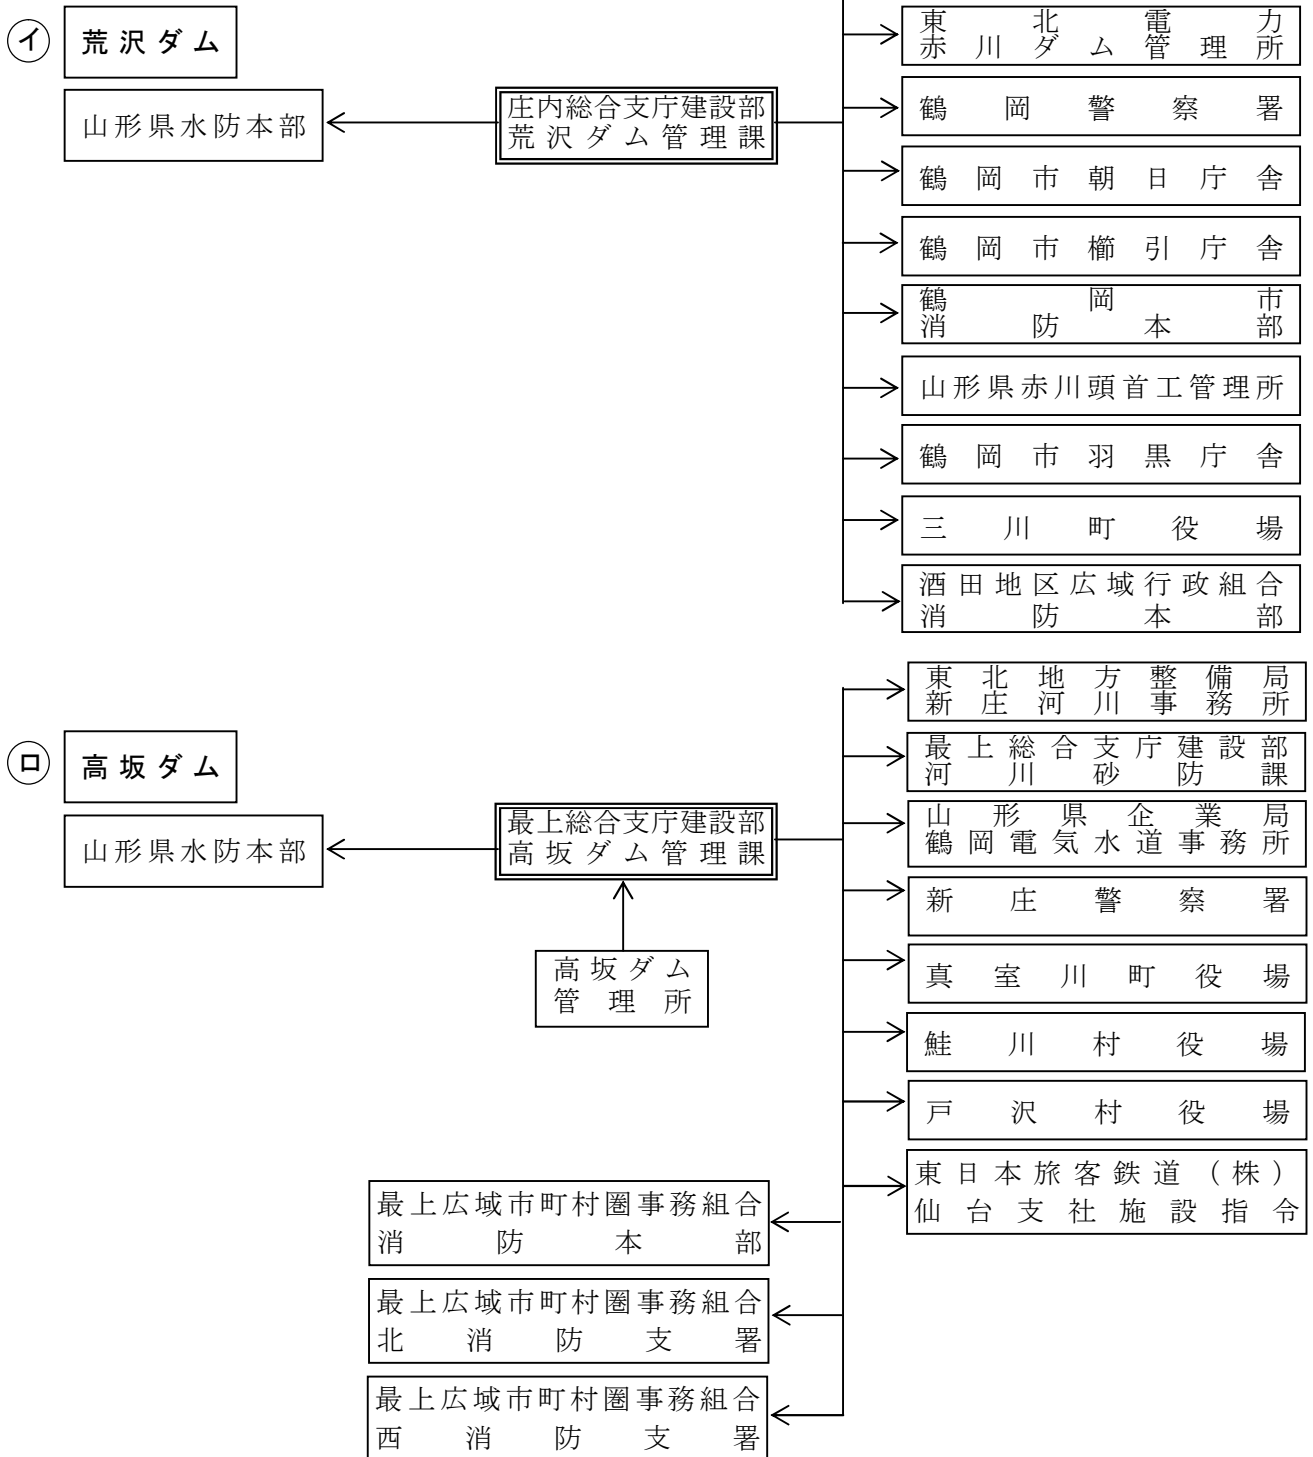 イ
荒沢ダム
山形県水防本部
庄内総合支庁建設部
荒沢ダム管理課
東北電力
赤川ダム管理所
鶴岡警察署
鶴岡市朝日庁舎
鶴岡市櫛引庁舎
鶴岡市
消防本部
山形県赤川頭首工管理所
鶴岡市羽黒庁舎
三川町役場
酒田地区広域行政組合
消防本部
ロ
高坂ダム
山形県水防本部
最上総合支庁建設部
高坂ダム管理課
高坂ダム
管理所
東北地方整備局
新庄河川事務所
最上総合支庁建設部
河川砂防課
山形県企業局
鶴岡電気水道事務所
新庄警察署
真室川町役場
鮭川村役場
戸沢村役場
東日本旅客鉄道（株）
仙台支社施設指令
最上広域市町村圏事務組合
消防本部
最上広域市町村圏事務組合
北消防支署
最上広域市町村圏事務組合
西消防支署